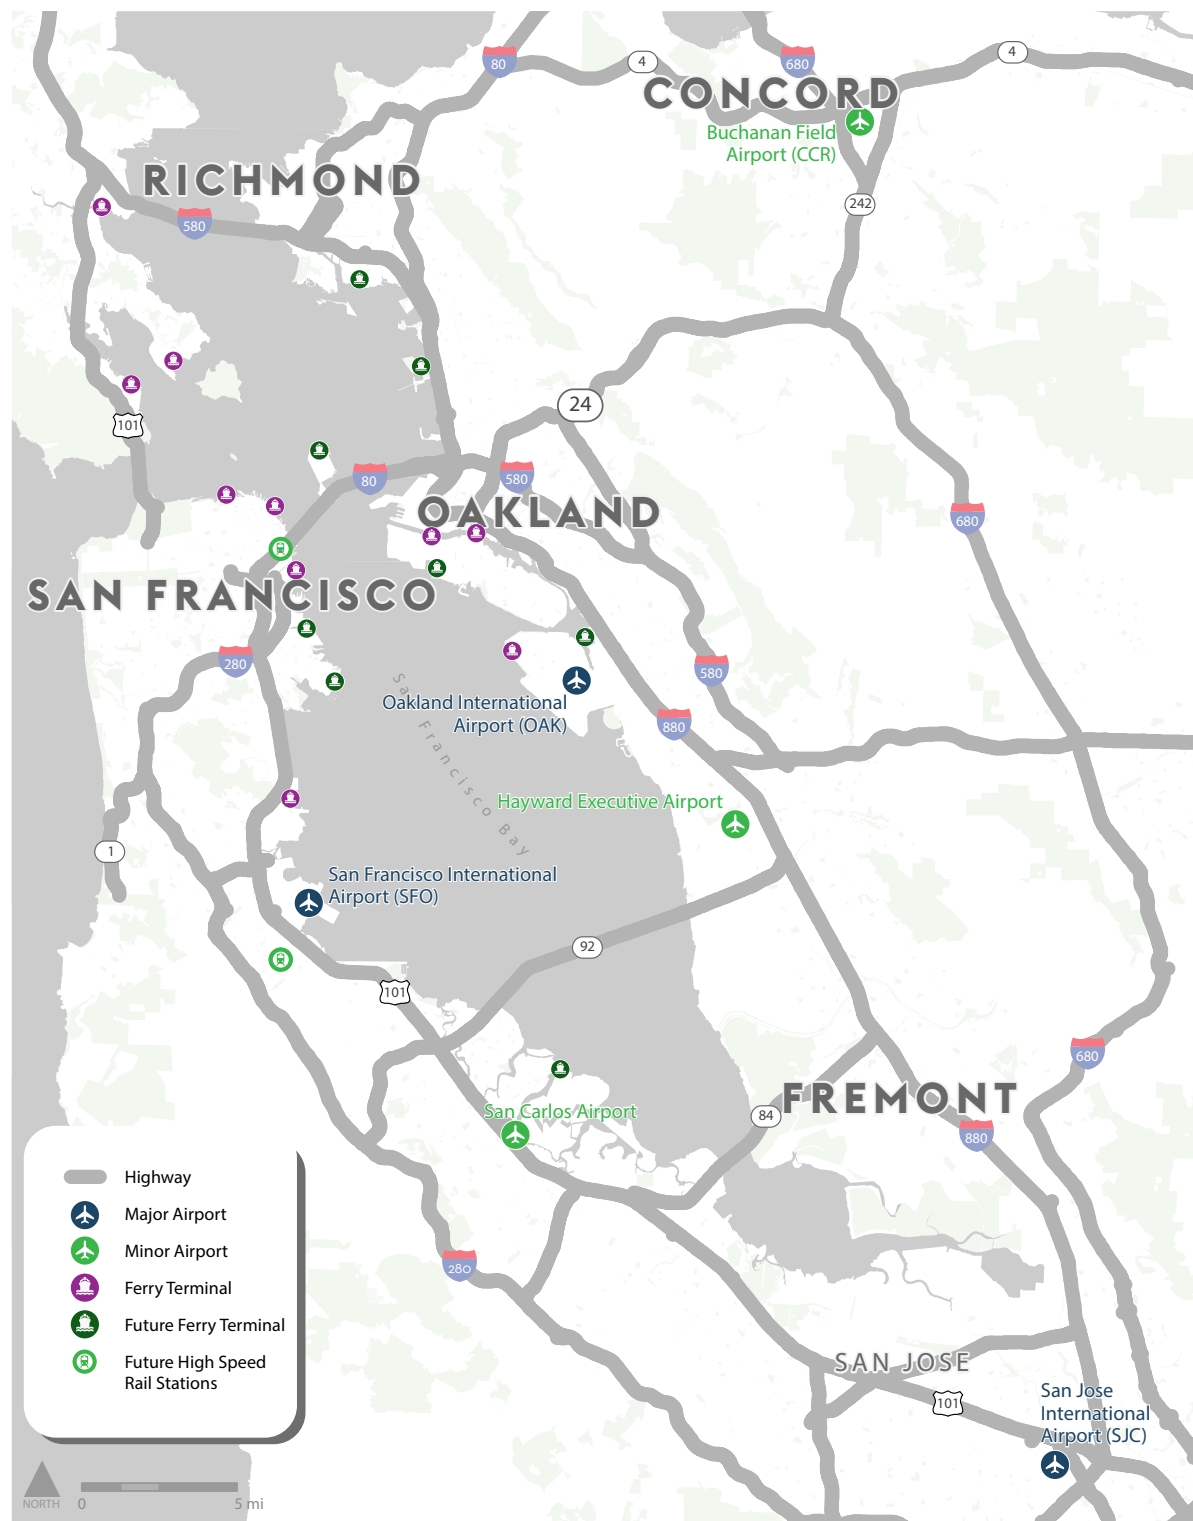 80
4
680
4
CONCORD
Buchanan Field
Airport (CCR)
RICHMOND
242
580
24
101
80
580
OAKLAND
680
SAN FRANCISCO
280
580
Oakland International
Airport (OAK)
880
San Francisco Bay
Hayward Executive Airport
1
San Francisco International
Airport (SFO)
92
101
680
San Carlos Airport
84
FREMONT
880
Highway
Major Airport
Minor Airport
Ferry Terminal
Future Ferry Terminal
Future High Speed
Rail Stations
280
SAN JOSE
101
San Jose
International
Airport (SJC)
NORTH
0
5 mi